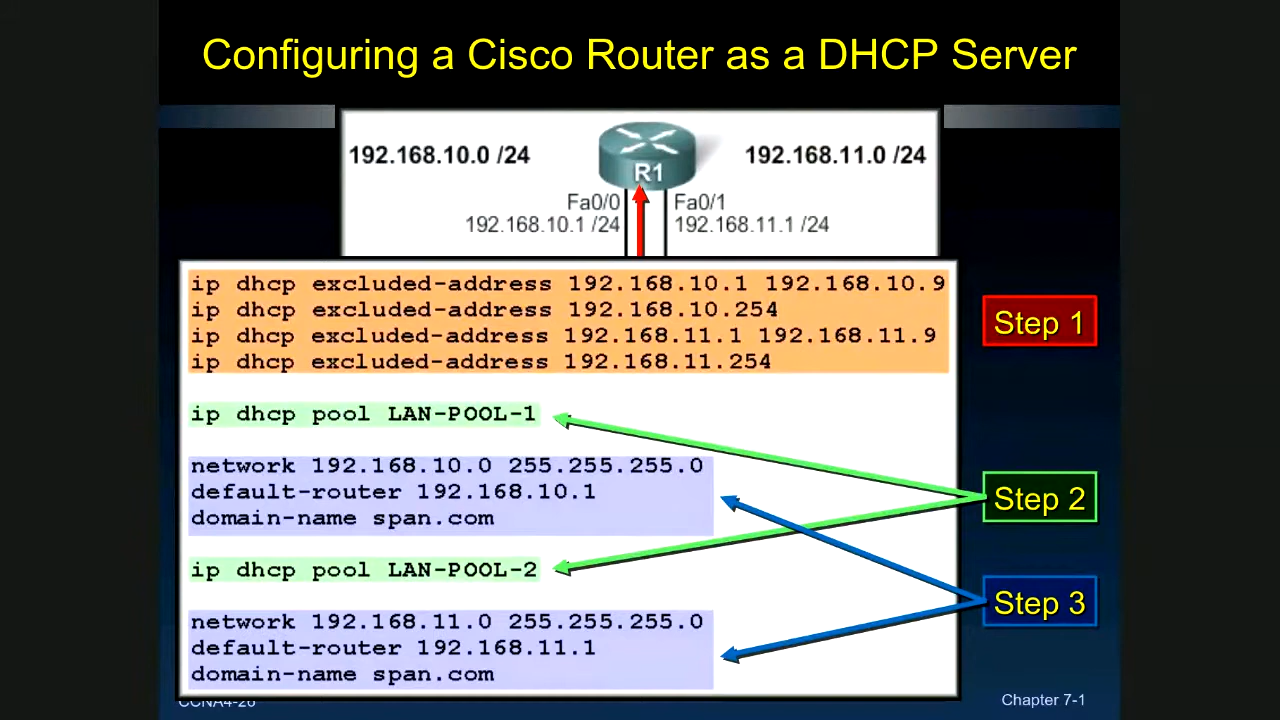 Configuring a Cisco Router as a DHCP Server
192.168.10.0 /24
R1
192.168.11.0 /24
Fa0/0
Fa0/1
192.168.10.1 /24
192.168.11.1 /24
ip dhcp excluded-address 192.168.10.1 192.168.10.9
ip dhcp excluded-address 192.168.10.254
ip dhcp excluded-address 192.168.11.1 192.168.11.9
ip dhcp excluded-address 192.168.11.254
Step 1
ip dhcp pool LAN-POOL-1
network 192.168.10.0 255.255.255.0
default-router 192.168.10.1
domain-name span.com
Step 2
ip dhcp pool LAN-POOL-2
Step 3
network 192.168.11.0 255.255.255.0
default-router 192.168.11.1
domain-name span.com
CCNA4-26
Chapter 7-1